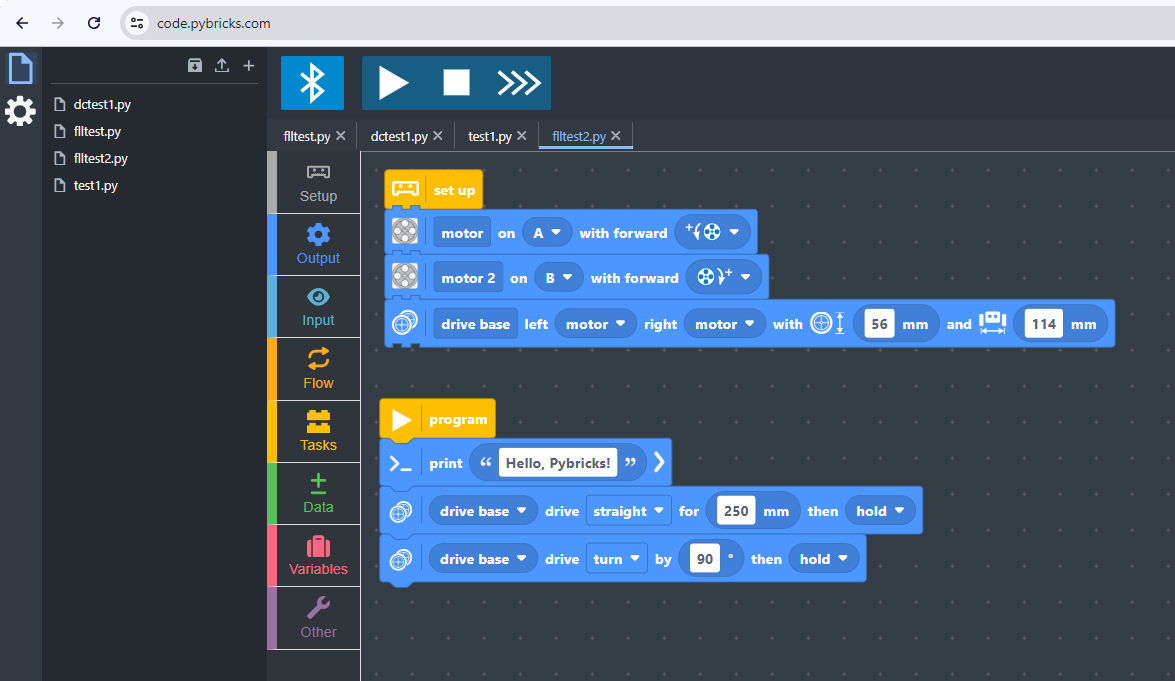 code.pybricks.com
dctest1.py
flltest.py
flltest2.py
test1.py
flltest.py
dctest1.py
test1.py
flltest2.py
Setup
Output
Input
Flow
Tasks
Data
Variables
Other
set up
motor on A with forward
motor 2 on B with forward
drive base left motor right motor with 56 mm and 114 mm
program
print “ Hello, Pybricks! ”
drive base drive straight for 250 mm then hold
drive base drive turn by 90 ° then hold